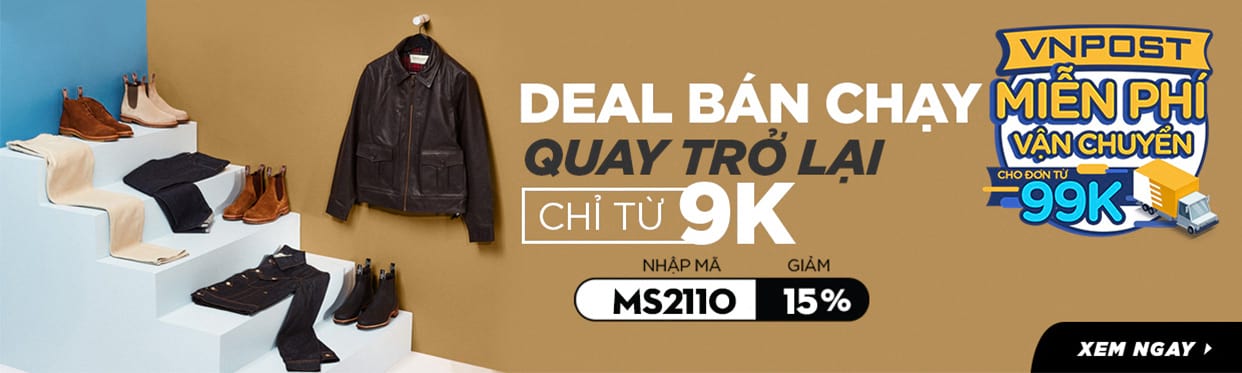 DEAL BÁN CHẠY
QUAY TRỞ LẠI
CHỈ TỪ 9K
NHẬP MÃ GIẢM
MS2110 15%
VNPOST
MIỄN PHÍ
VẬN CHUYỂN
CHO ĐƠN TỪ
99K
XEM NGAY